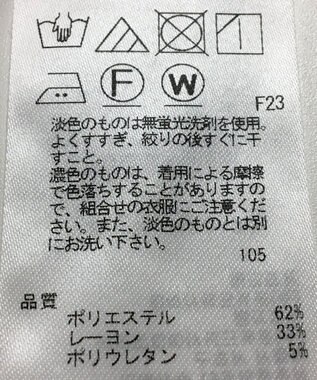 F W
F23
淡色のものは無蛍光洗剤を使用。
よくすすぎ、絞りの後すぐに干
すこと。
濃色のものは、着用による摩擦
で色落ちすることがありますの
で、組合せの衣服にご注意くだ
さい。また、淡色のものとは別
にお洗い下さい。
105
品質
ポリエステル 62%
レーヨン 33%
ポリウレタン 5%